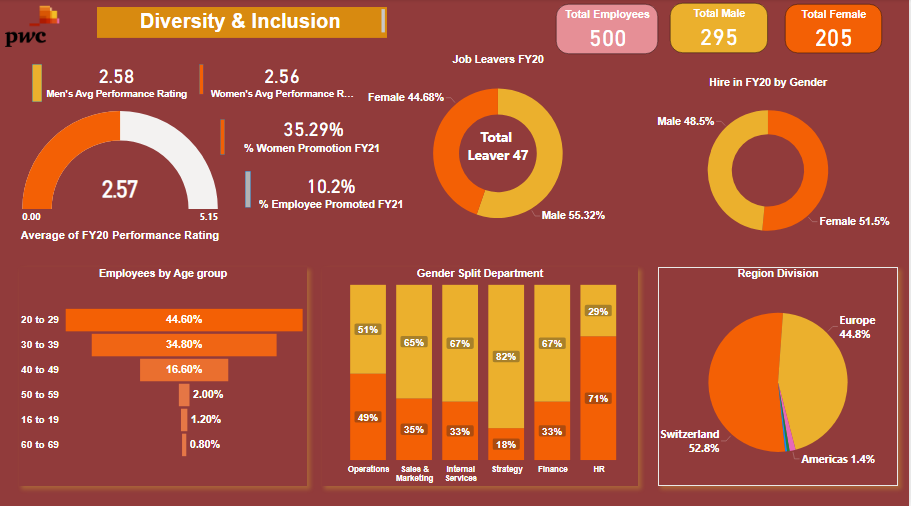 pwc
Diversity & Inclusion
Total Employees
500
Total Male
295
Total Female
205
2.58
Men's Avg Performance Rating
2.56
Women's Avg Performance R...
2.57
0.00
5.15
Average of FY20 Performance Rating
35.29%
% Women Promotion FY21
10.2%
% Employee Promoted FY21
Job Leavers FY20
Female 44.68%
Total
Leaver 47
Male 55.32%
Hire in FY20 by Gender
Male 48.5%
Female 51.5%
Employees by Age group
20 to 29
44.60%
30 to 39
34.80%
40 to 49
16.60%
50 to 59
2.00%
16 to 19
1.20%
60 to 69
0.80%
Gender Split Department
51%
65%
67%
82%
67%
29%
49%
35%
33%
18%
33%
71%
Operations
Sales &
Marketing
Internal
Services
Strategy
Finance
HR
Region Division
Europe
44.8%
Switzerland
52.8%
Americas 1.4%